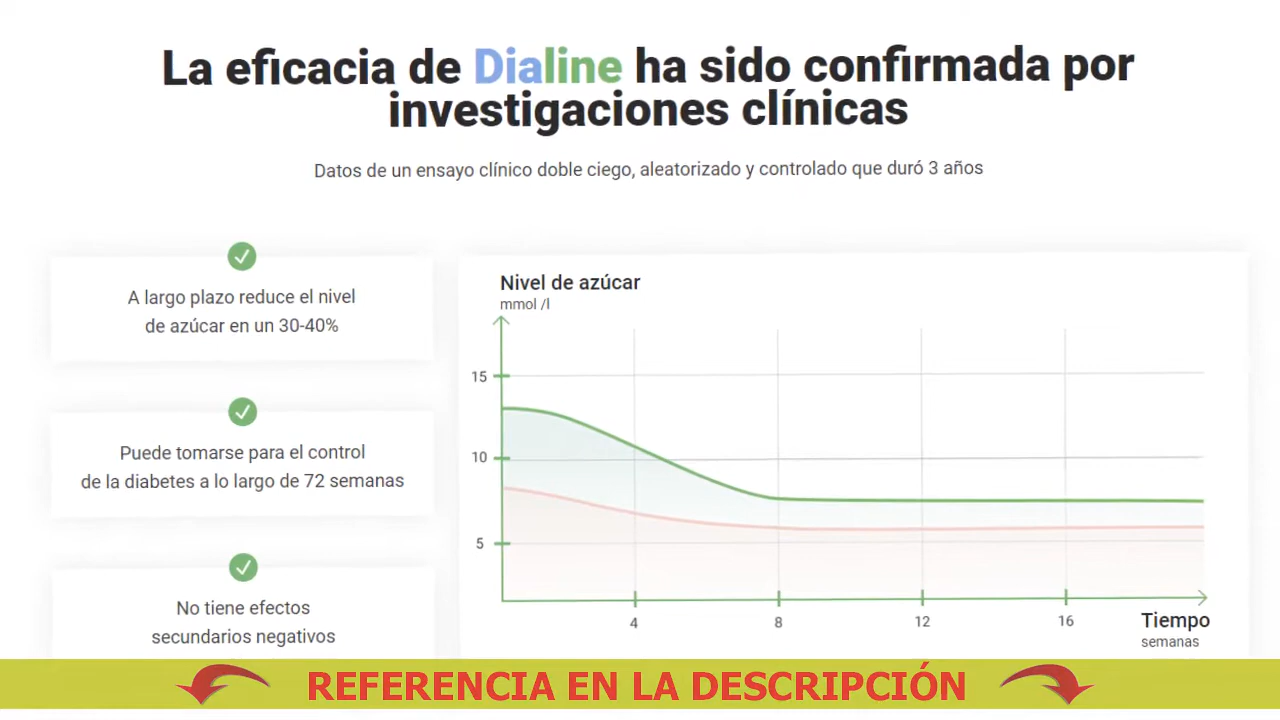 La eficacia de Dialine ha sido confirmada por
investigaciones clínicas
Datos de un ensayo clínico doble ciego, aleatorizado y controlado que duró 3 años
A largo plazo reduce el nivel
de azúcar en un 30-40%
Puede tomarse para el control
de la diabetes a lo largo de 72 semanas
No tiene efectos
secundarios negativos
Nivel de azúcar
mmol /l
15
10
5
4 8 12 16
Tiempo
semanas
REFERENCIA EN LA DESCRIPCIÓN